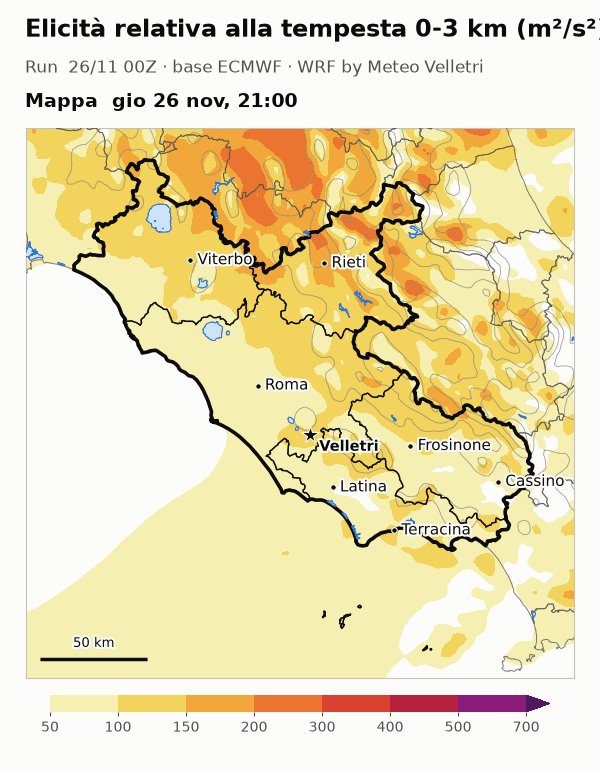 Elicità relativa alla tempesta 0-3 km (m²/s²)
Run 26/11 00Z · base ECMWF · WRF by Meteo Velletri
Mappa gio 26 nov, 21:00
Viterbo
Rieti
Roma
Velletri
Frosinone
Cassino
Latina
Terracina
50 km
50 100 150 200 300 400 500 700